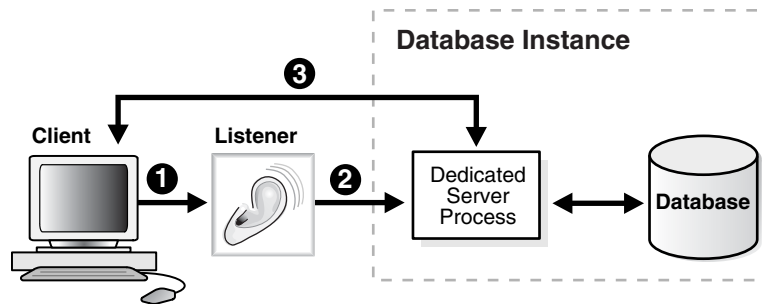 Database Instance
3
Client
Listener
1
2
Dedicated
Server
Process
Database